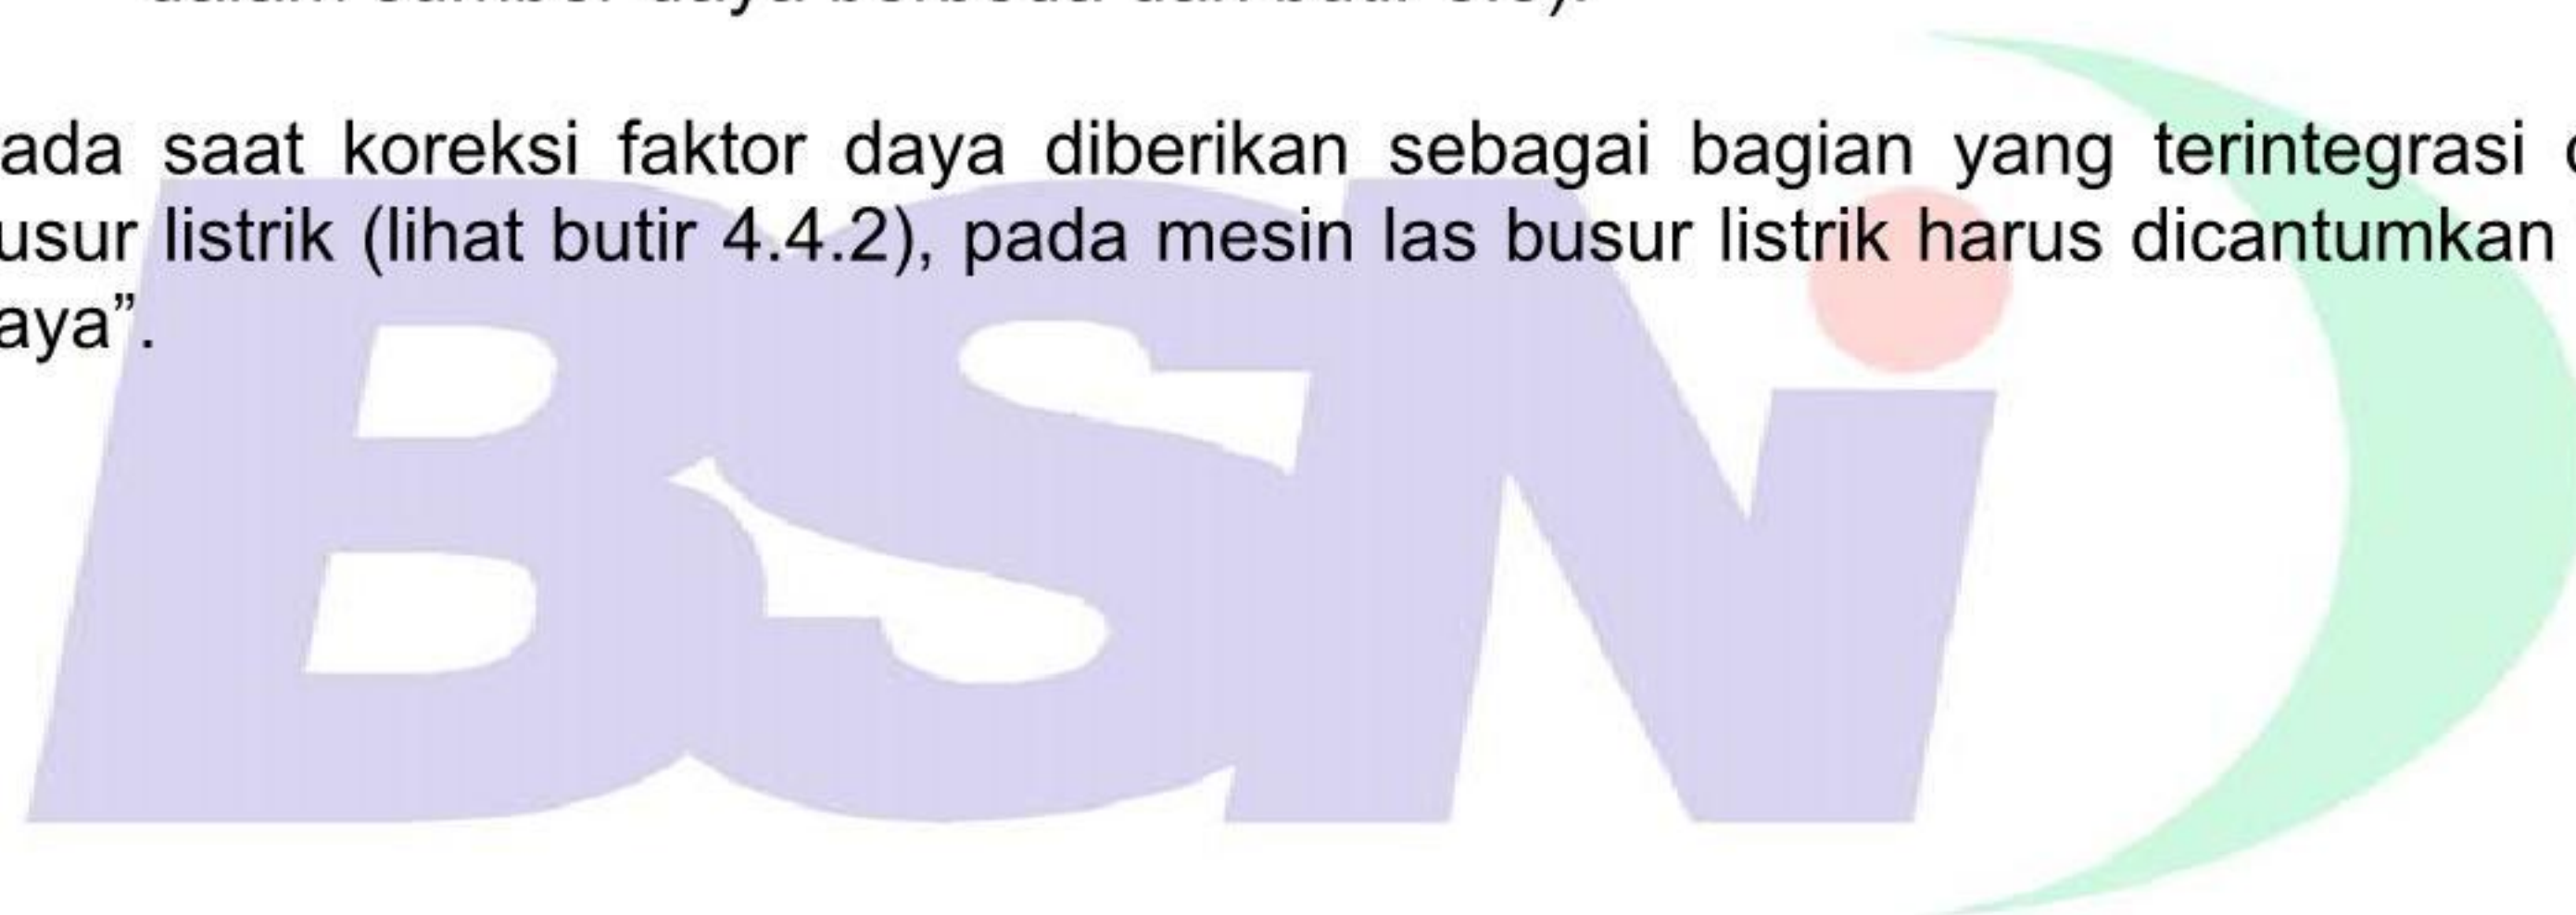 ada saat koreksi faktor daya diberikan sebagai bagian yang terintegrasi
usur listrik (lihat butir 4.4.2), pada mesin las busur listrik harus dicantumkan
aya”.
BSN